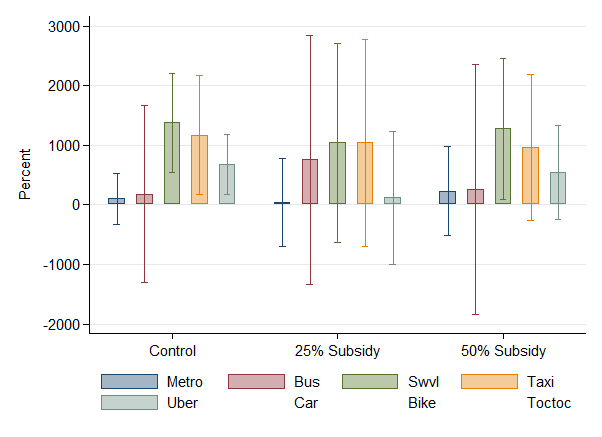 3000
2000
1000
0
-1000
-2000
Percent
Control 25% Subsidy 50% Subsidy
Metro Bus Swvl Taxi
Uber Car Bike Toctoc